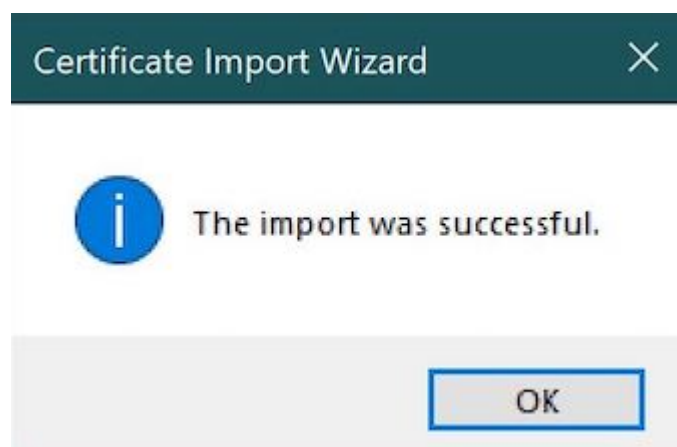 Certificate Import Wizard
The import was successful.
OK